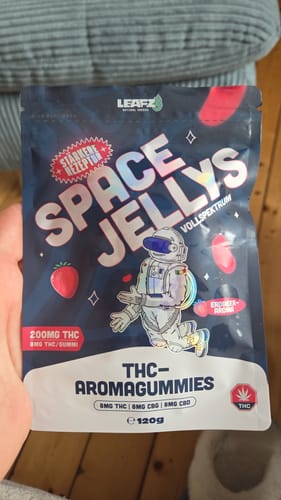 LEAFZ
NATURAL GREENS
STÄRKERE
REZEPTUR
SPACE
JELLYS
VOLLSPEKTRUM
ERDBEER-
AROMA
200MG THC
8MG THC/GUMMI
THC-
AROMAGUMMIES
8MG THC | 8MG CBG | 8MG CBD
THC
℮ 120g